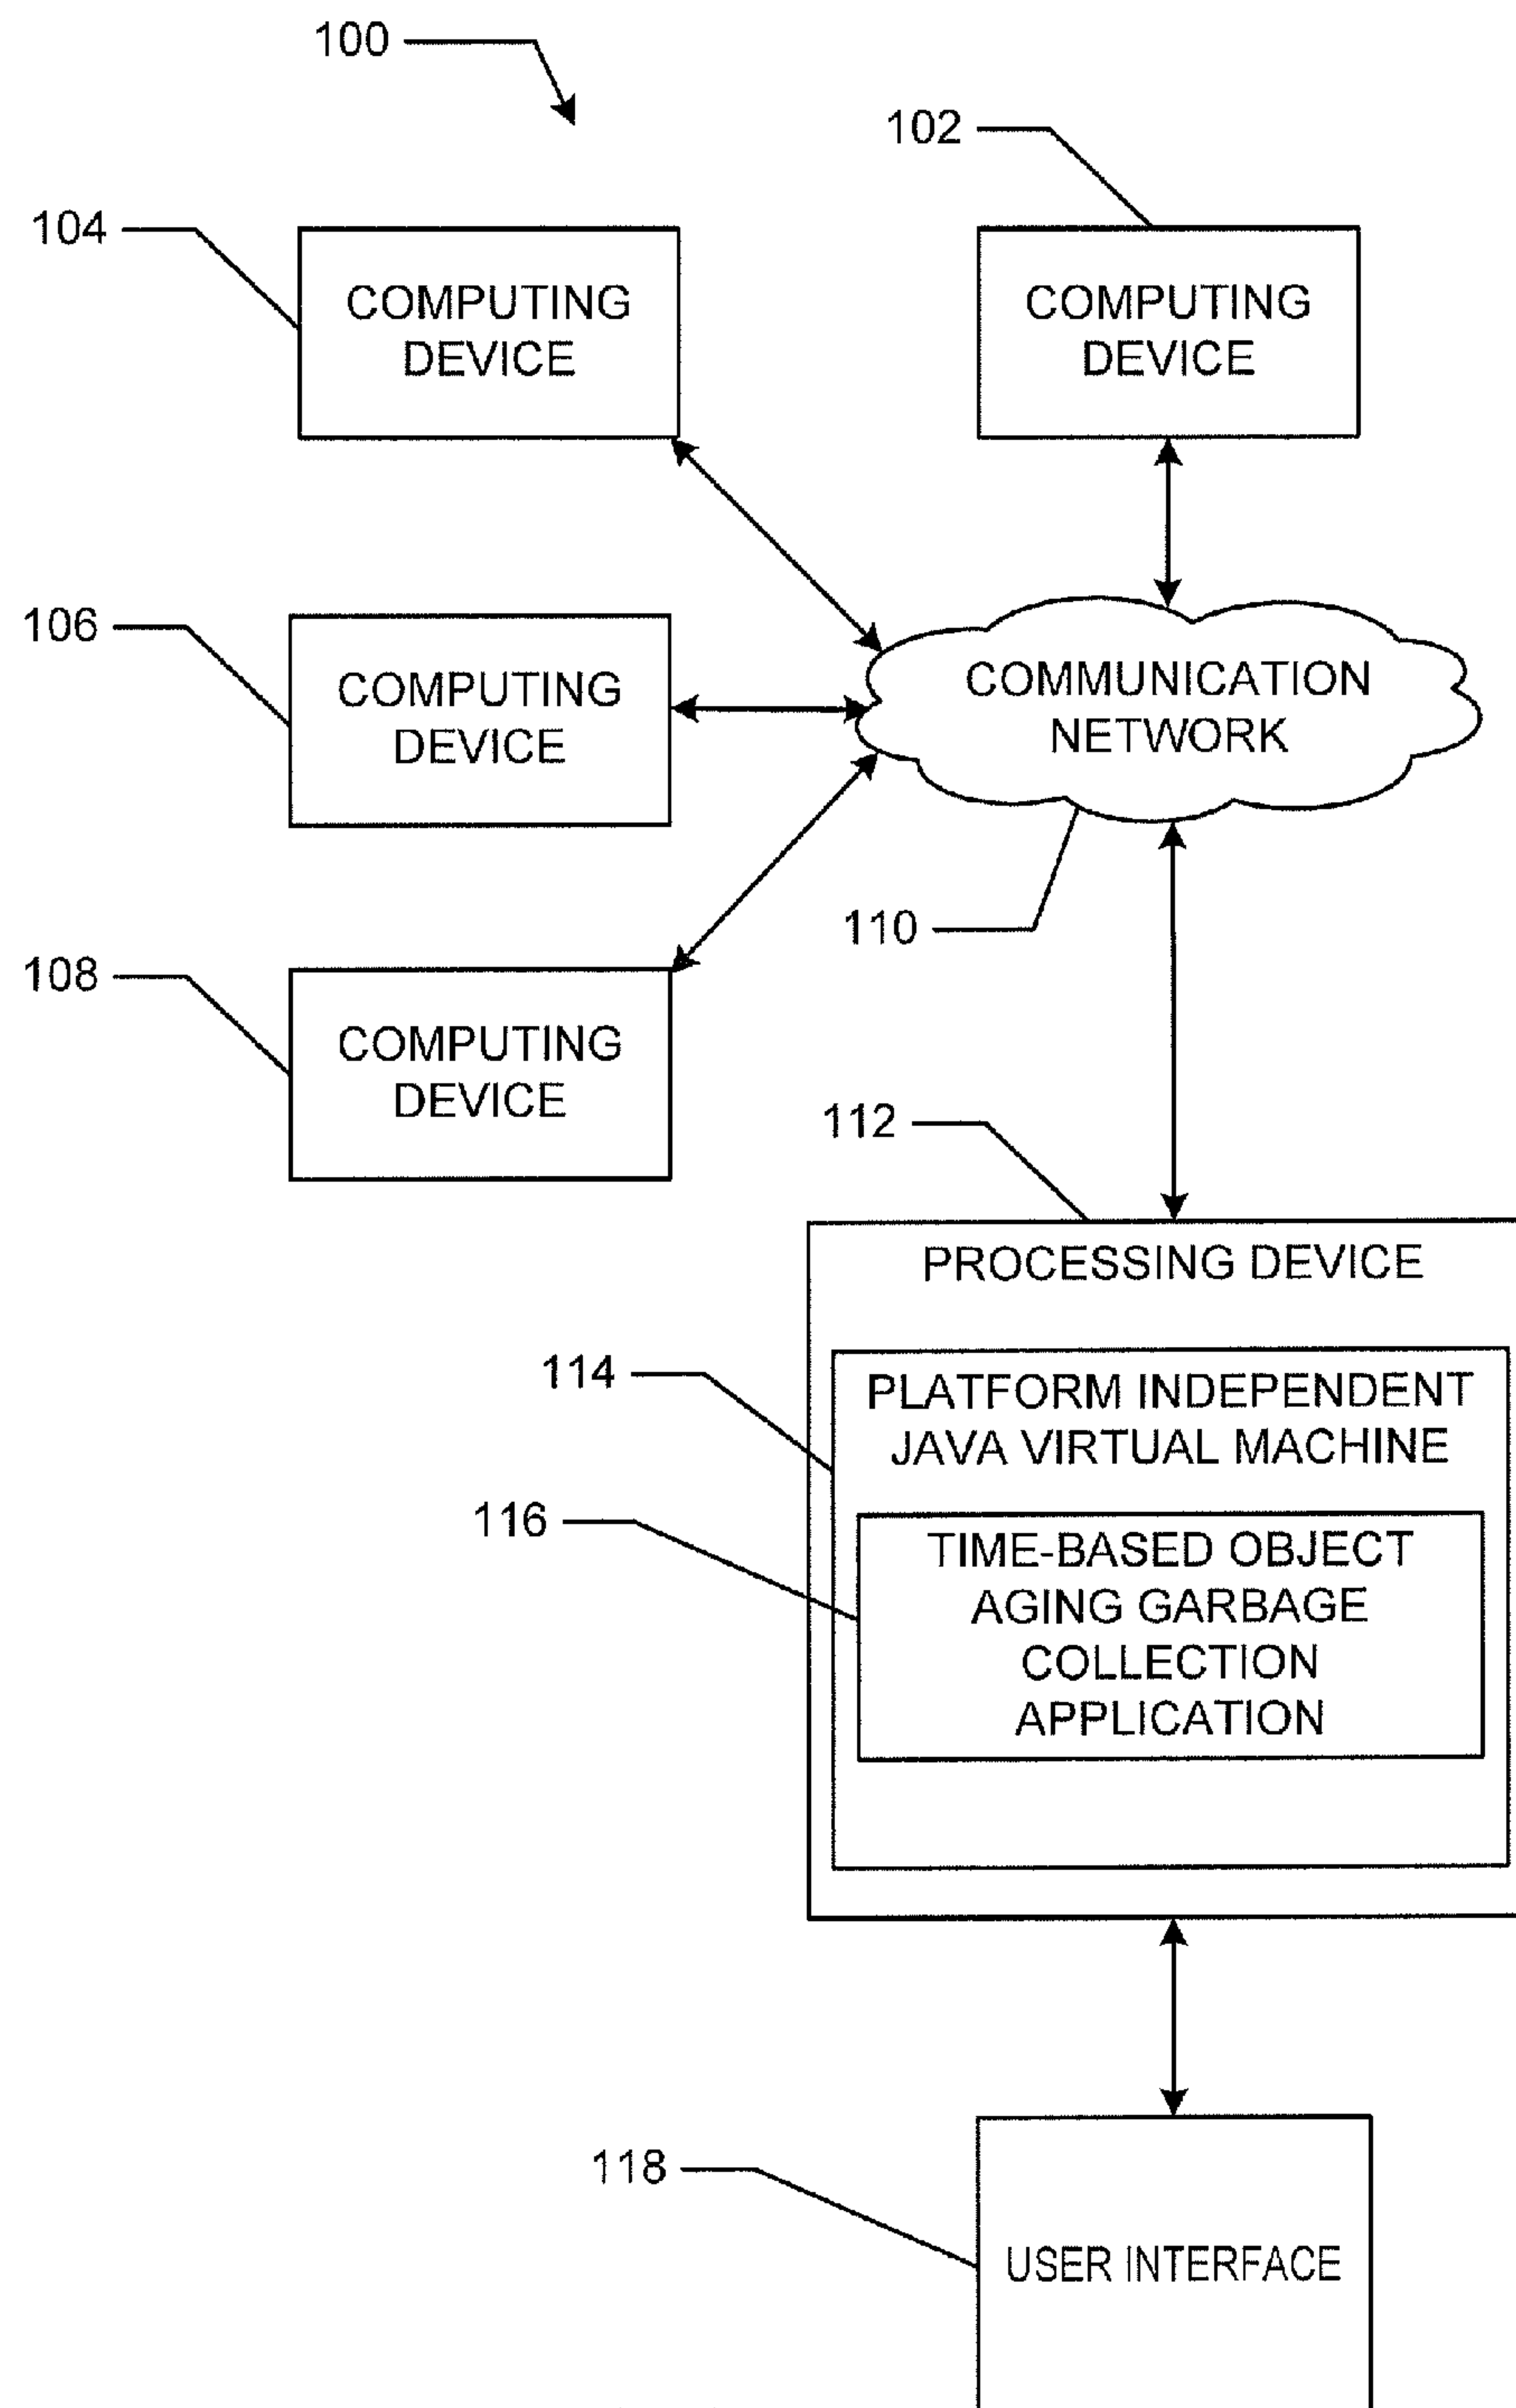 100
102
104
COMPUTING
DEVICE
COMPUTING
DEVICE
106
COMPUTING
DEVICE
COMMUNICATION
NETWORK
110
108
COMPUTING
DEVICE
112
PROCESSING DEVICE
114
PLATFORM INDEPENDENT
JAVA VIRTUAL MACHINE
116
TIME-BASED OBJECT
AGING GARBAGE
COLLECTION
APPLICATION
118
USER INTERFACE